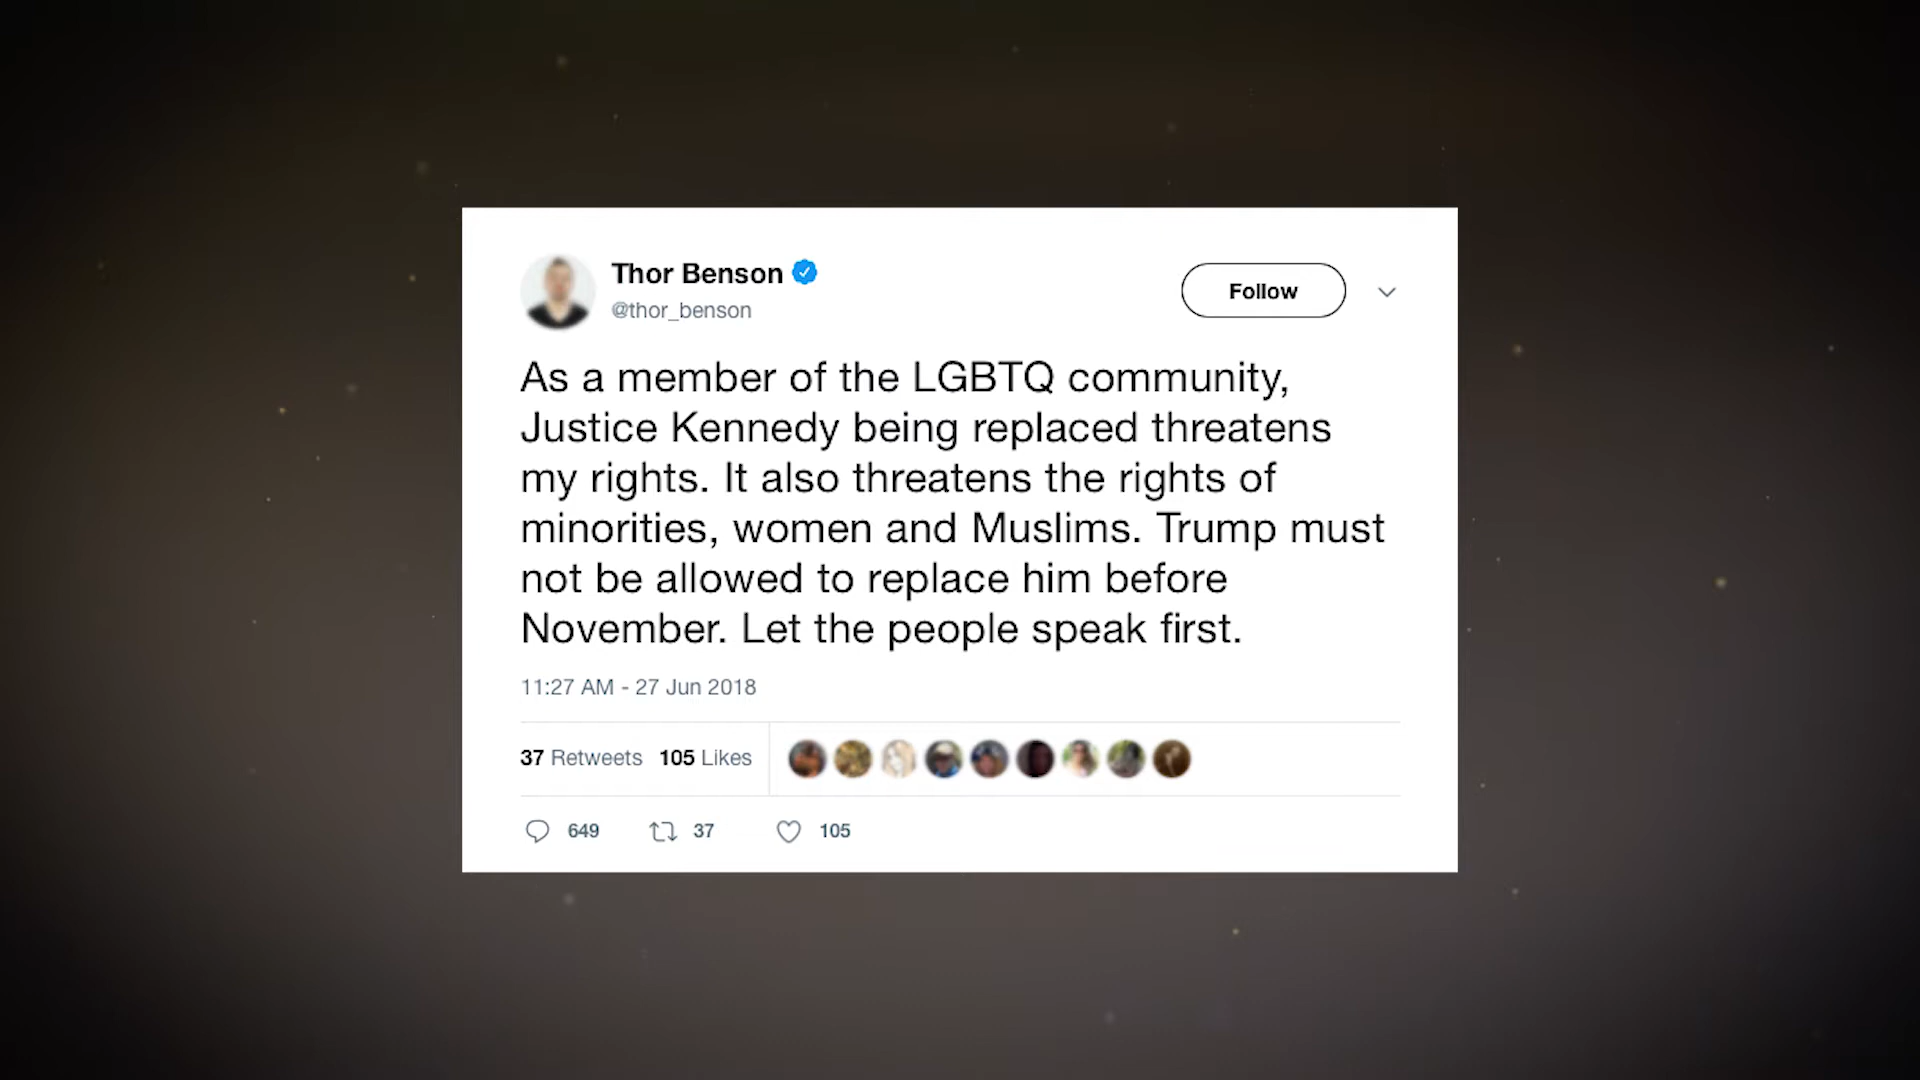 Thor Benson
@thor_benson
Follow
As a member of the LGBTQ community,
Justice Kennedy being replaced threatens
my rights. It also threatens the rights of
minorities, women and Muslims. Trump must
not be allowed to replace him before
November. Let the people speak first.
11:27 AM - 27 Jun 2018
37 Retweets 105 Likes
649 37 105